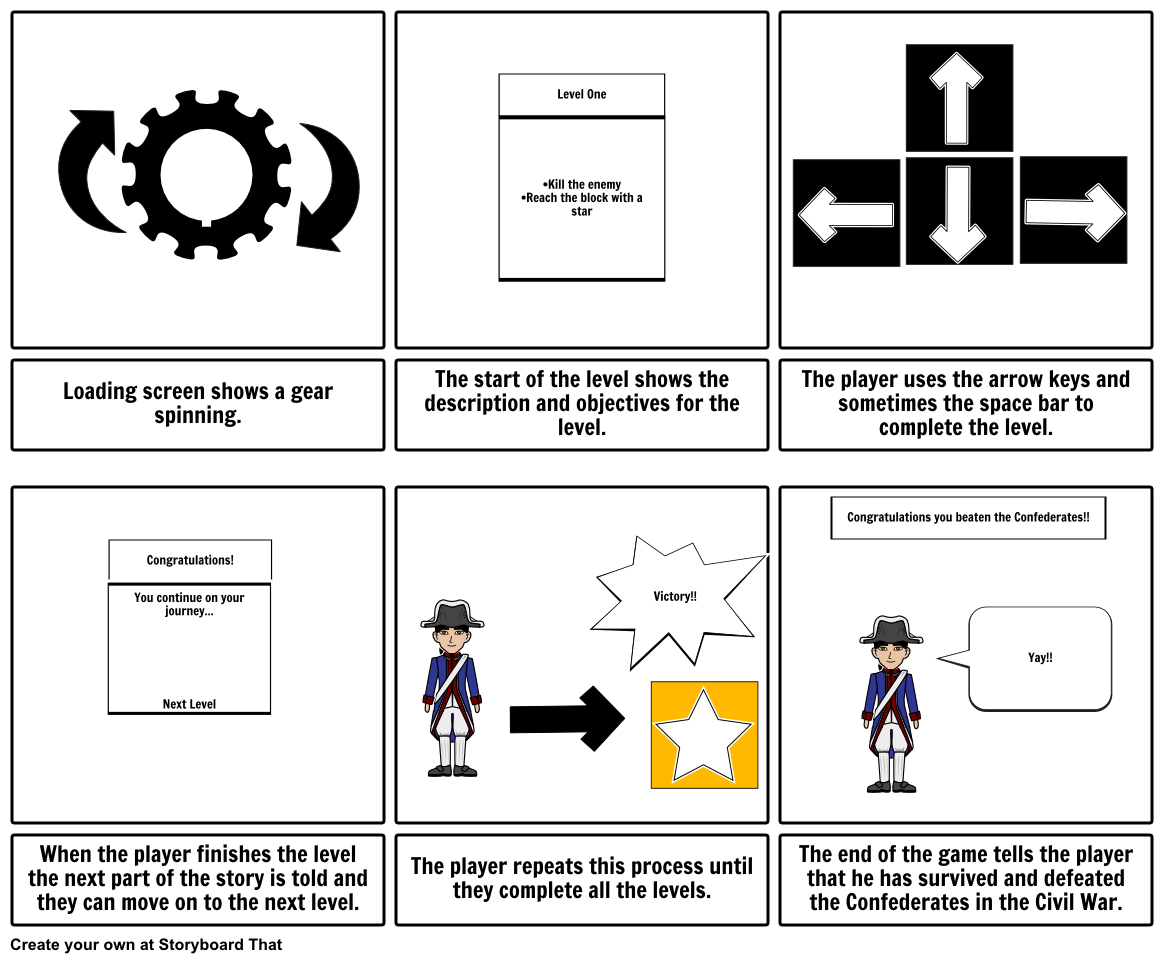 Level One
•Kill the enemy
•Reach the block with a
star
Loading screen shows a gear
spinning.
The start of the level shows the
description and objectives for the
level.
The player uses the arrow keys and
sometimes the space bar to
complete the level.
Congratulations!
You continue on your
journey...
Next Level
Victory!!
Congratulations you beaten the Confederates!!
Yay!!
When the player finishes the level
the next part of the story is told and
they can move on to the next level.
The player repeats this process until
they complete all the levels.
The end of the game tells the player
that he has survived and defeated
the Confederates in the Civil War.
Create your own at Storyboard That